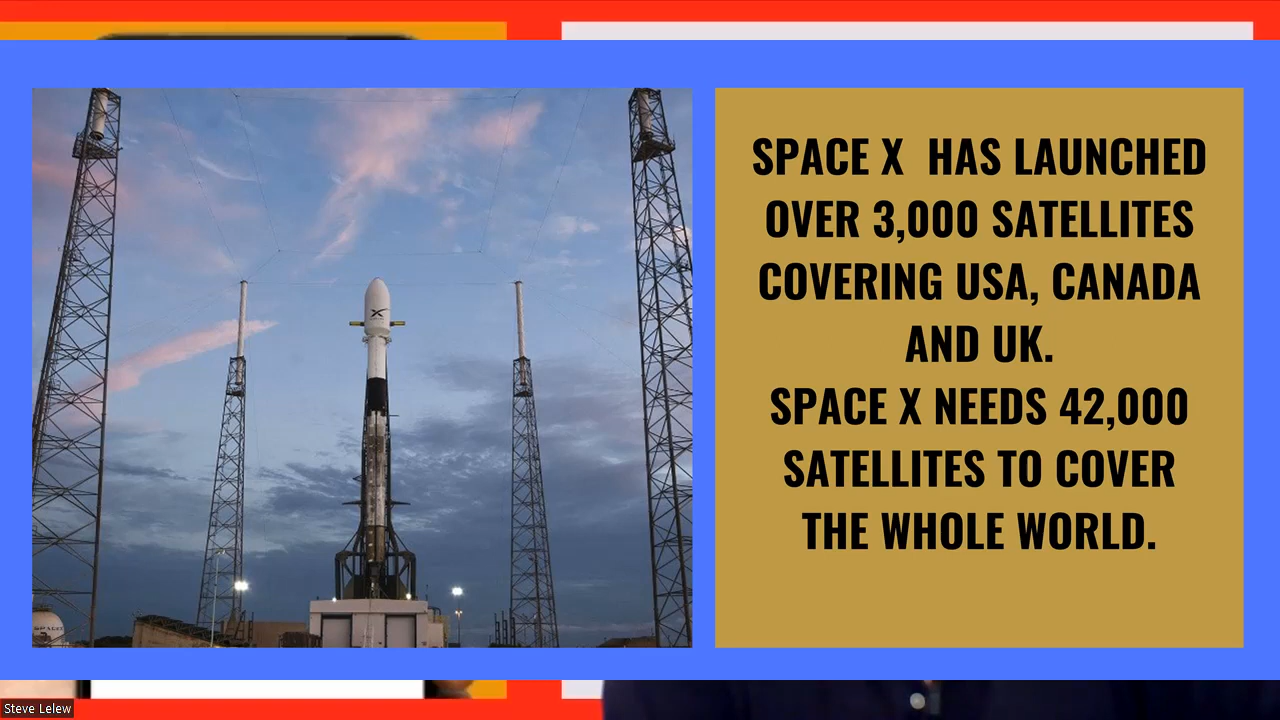 SPACE X HAS LAUNCHED
OVER 3,000 SATELLITES
COVERING USA, CANADA
AND UK.
SPACE X NEEDS 42,000
SATELLITES TO COVER
THE WHOLE WORLD.
X
Steve Lelew